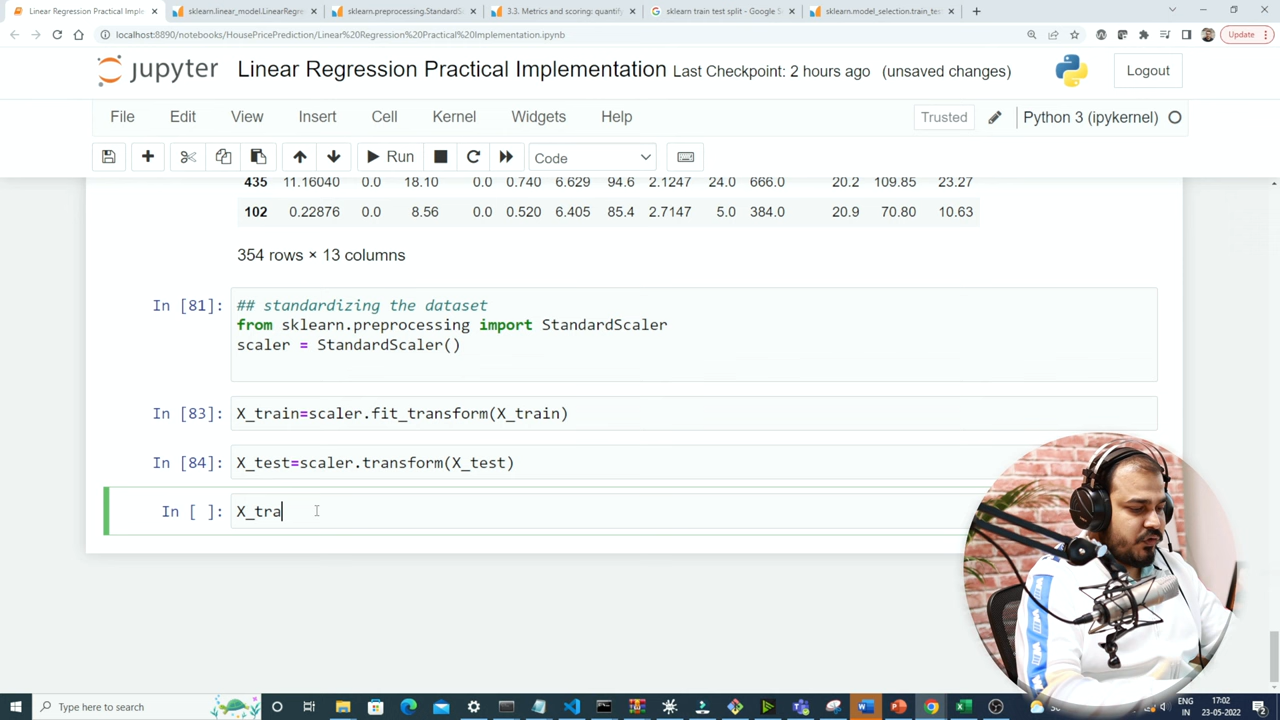 Linear Regression Practical Imple
sklearn.linear_model.LinearRegre
sklearn.preprocessing.StandardSc
3.3. Metrics and scoring: quantif
sklearn train test split - Google S
sklearn.model_selection.train_tes
localhost:8890/notebooks/HousePricePrediction/Linear%20Regression%20Practical%20Implementation.ipynb
Update
jupyter Linear Regression Practical Implementation Last Checkpoint: 2 hours ago (unsaved changes)
Logout
File Edit View Insert Cell Kernel Widgets Help
Trusted
Python 3 (ipykernel)
Run
Code
435 11.16040 0.0 18.10 0.0 0.740 6.629 94.6 2.1247 24.0 666.0 20.2 109.85 23.27
102 0.22876 0.0 8.56 0.0 0.520 6.405 85.4 2.7147 5.0 384.0 20.9 70.80 10.63
354 rows × 13 columns
In [81]: ## standardizing the dataset
from sklearn.preprocessing import StandardScaler
scaler = StandardScaler()
In [83]: X_train=scaler.fit_transform(X_train)
In [84]: X_test=scaler.transform(X_test)
In [ ]: X_tra
Type here to search
ENG
IN
17:02
23-05-2022